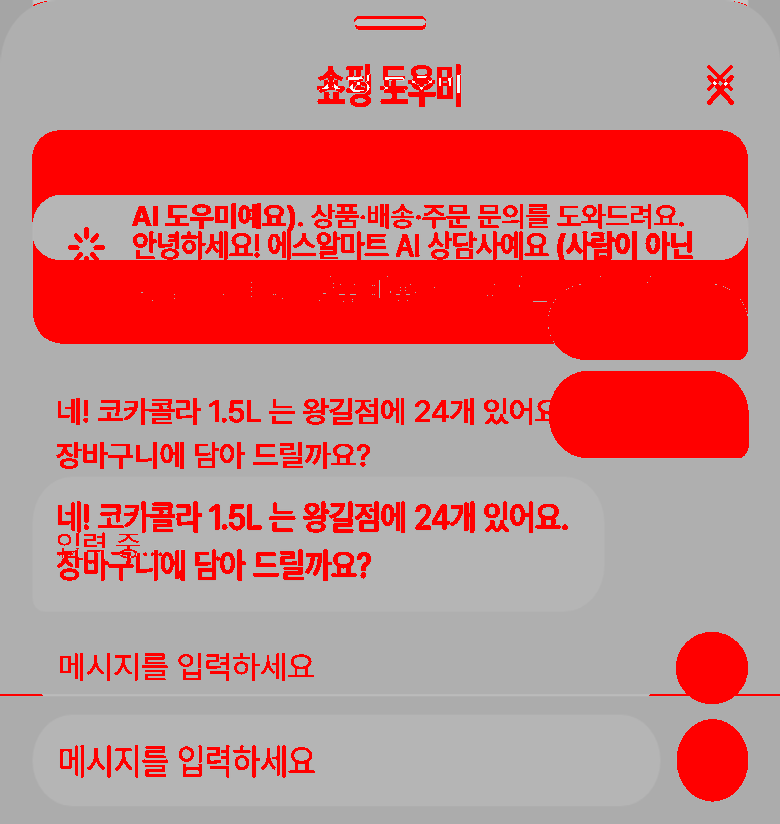 쇼핑 도우미
AI 도우미예요). 상품·배송·주문 문의를 도와드려요.
안녕하세요! 에스알마트 AI 상담사예요 (사람이 아닌
네! 코카콜라 1.5L 는 왕길점에 24개 있어요
장바구니에 담아 드릴까요?
네! 코카콜라 1.5L 는 왕길점에 24개 있어요.
입력 중...
장바구니에 담아 드릴까요?
메시지를 입력하세요
메시지를 입력하세요